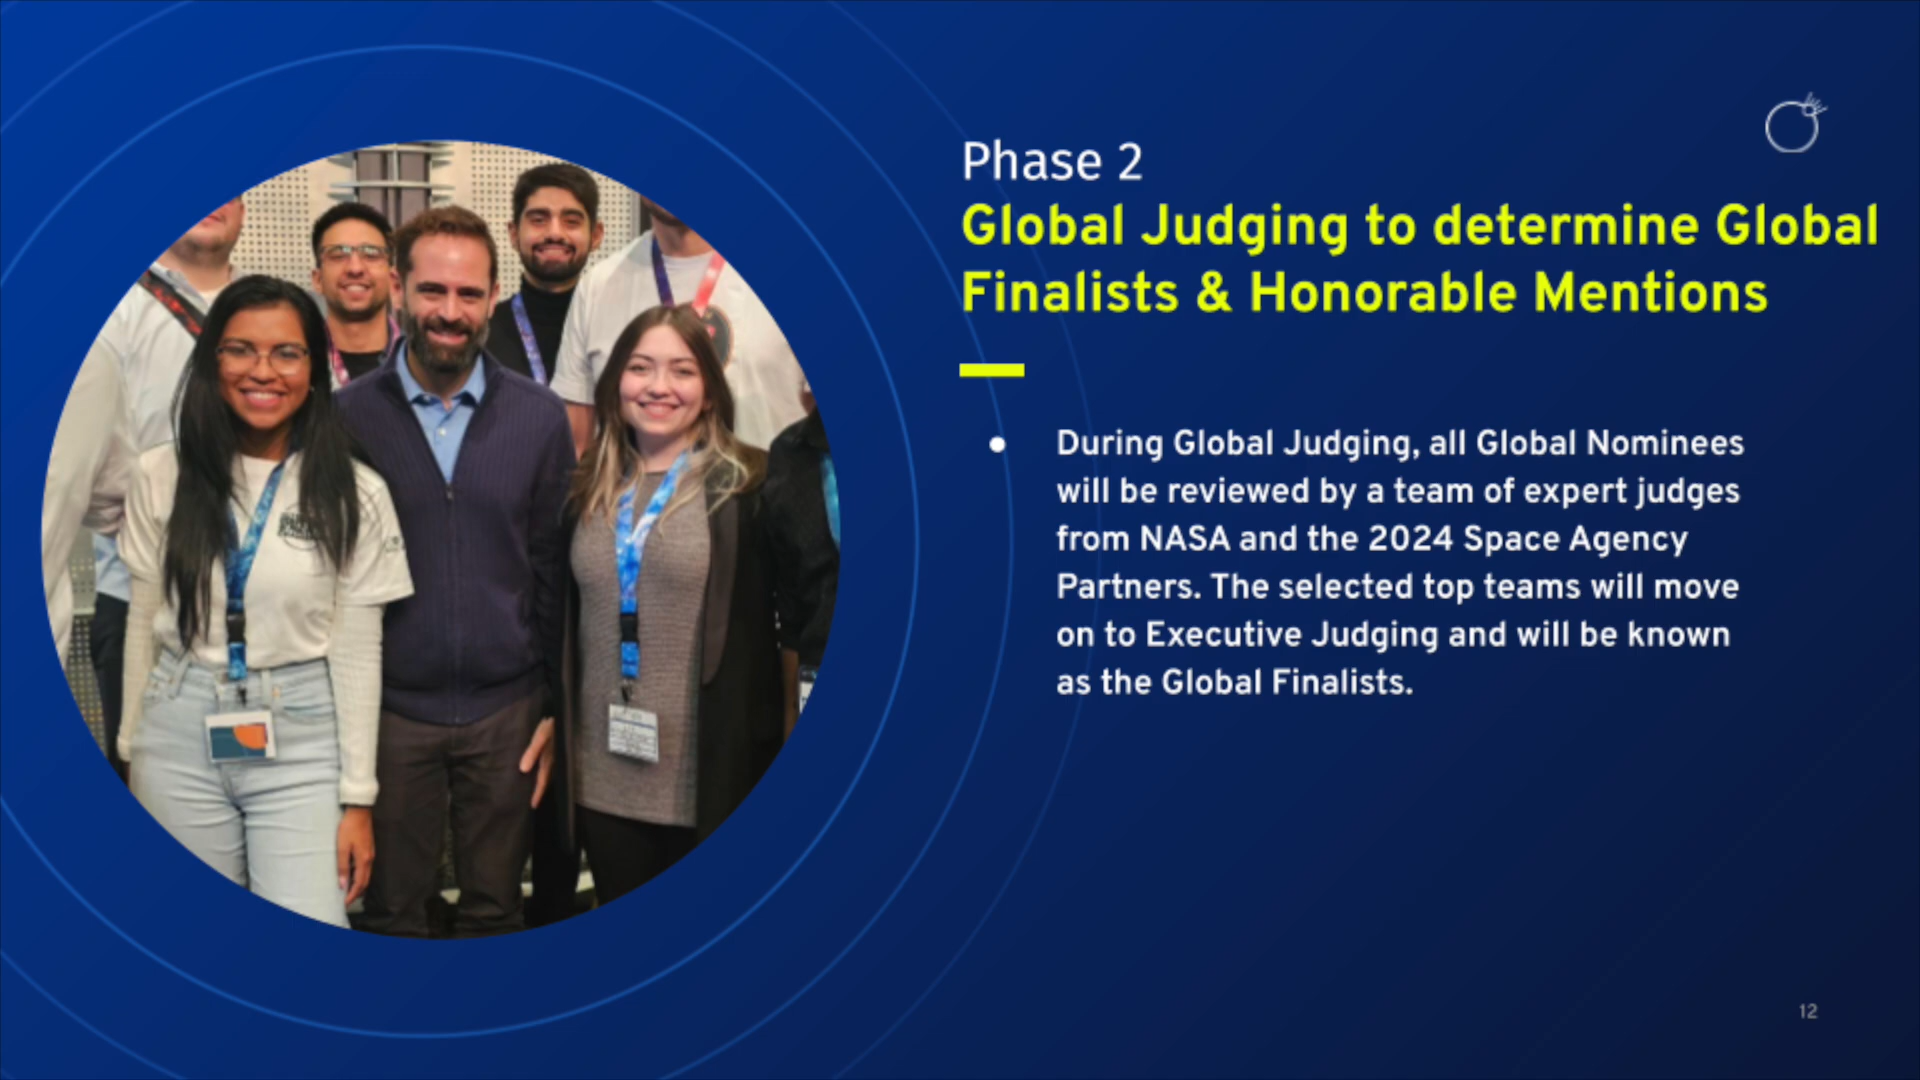 Phase 2
Global Judging to determine Global
Finalists & Honorable Mentions
● During Global Judging, all Global Nominees
will be reviewed by a team of expert judges
from NASA and the 2024 Space Agency
Partners. The selected top teams will move
on to Executive Judging and will be known
as the Global Finalists.
12